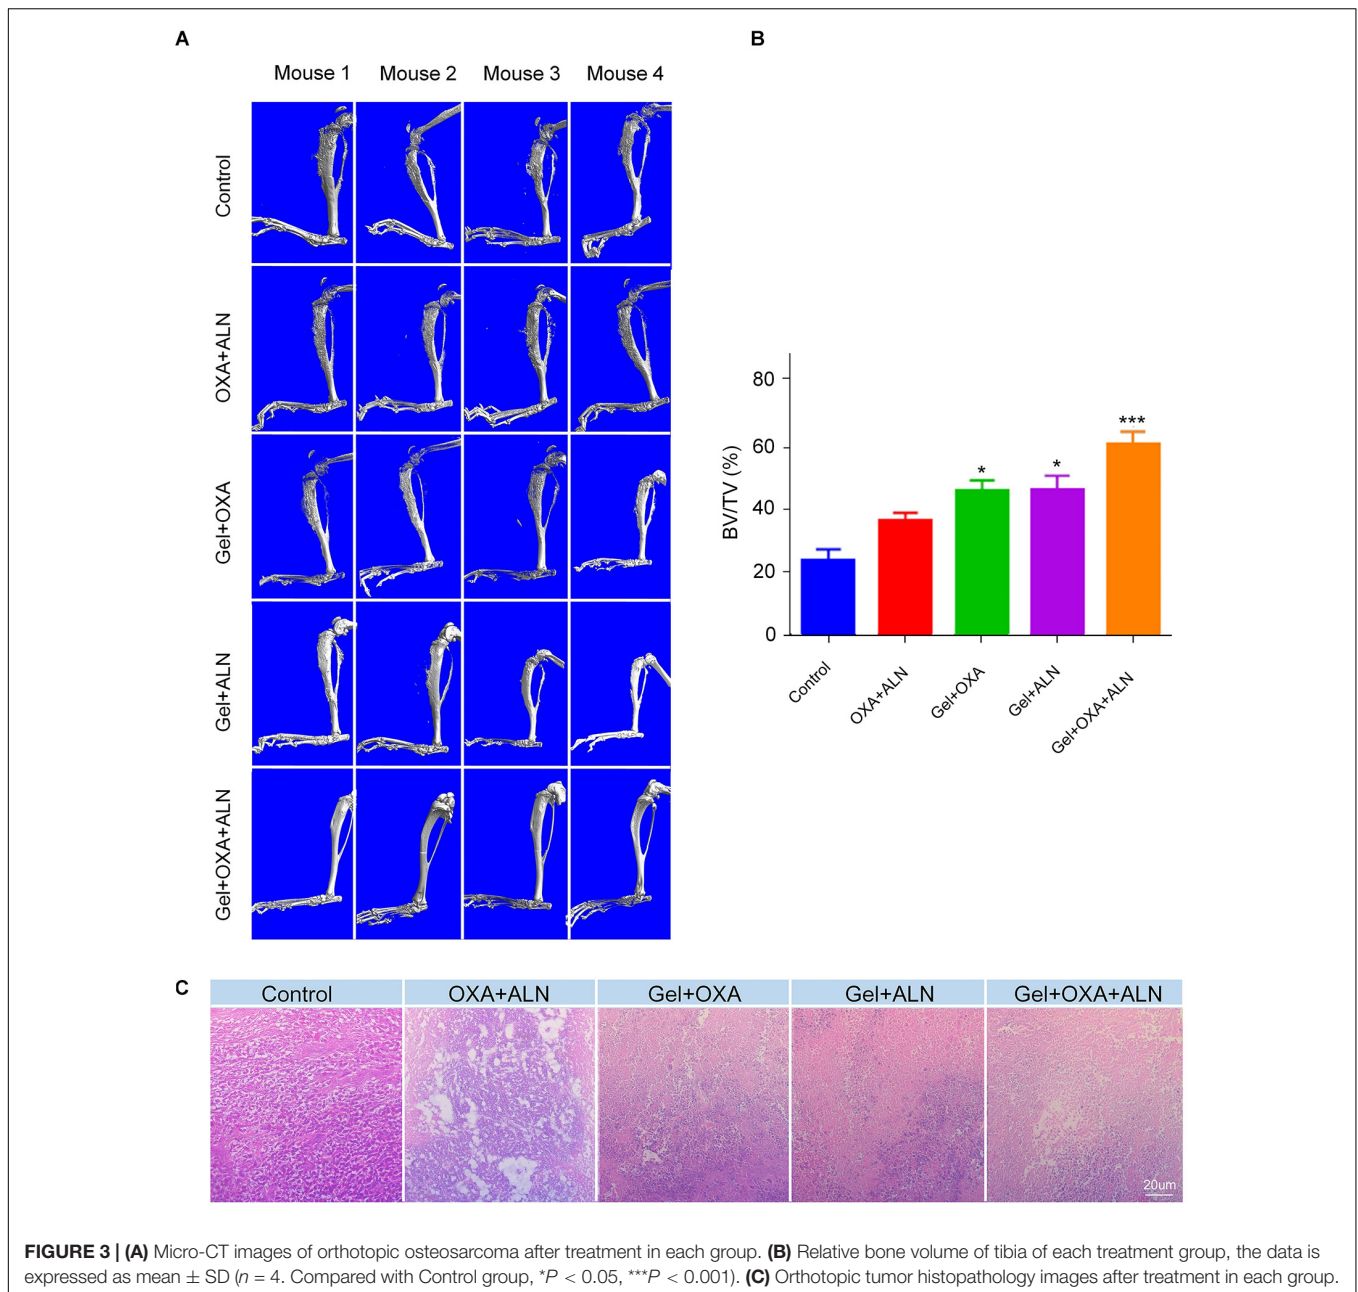 A
Mouse 1 Mouse 2 Mouse 3 Mouse 4
Control
OXA+ALN
Gel+OXA
Gel+ALN
Gel+OXA+ALN
B
BV/TV (%)
80
60
40
20
0
*
*
***
Control
OXA+ALN
Gel+OXA
Gel+ALN
Gel+OXA+ALN
C
Control OXA+ALN Gel+OXA Gel+ALN Gel+OXA+ALN
20um
FIGURE 3 | (A) Micro-CT images of orthotopic osteosarcoma after treatment in each group. (B) Relative bone volume of tibia of each treatment group, the data is
expressed as mean ± SD (n = 4. Compared with Control group, *P < 0.05, ***P < 0.001). (C) Orthotopic tumor histopathology images after treatment in each group.